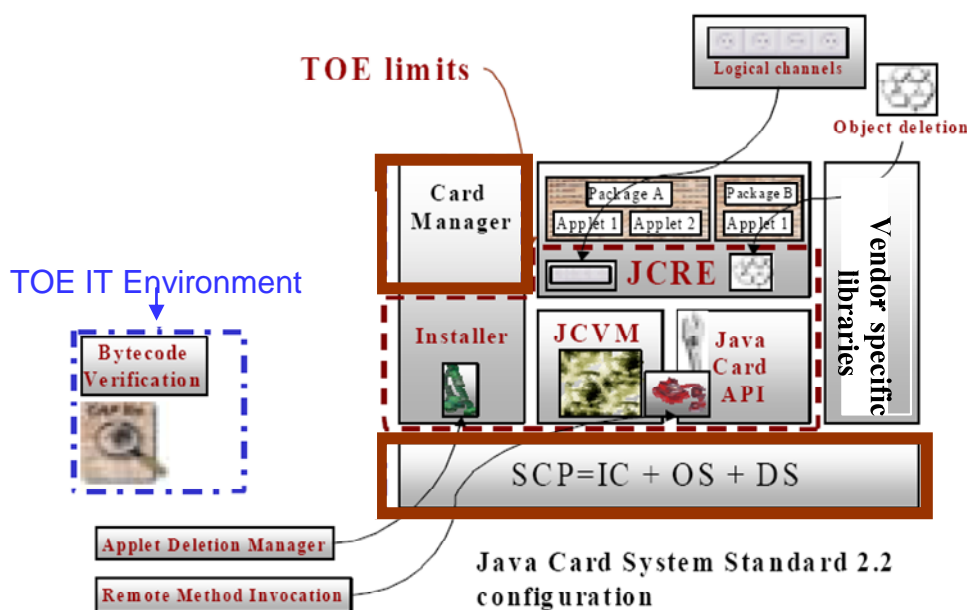 Logical channels
TOE limits
Object deletion
Card
Manager
Package A
Applet 1
Applet 2
Package B
Applet 1
JCRE
Vendor specific
libraries
TOE IT Environment
Bytecode
Verification
Installer
JCVM
Java
Card
API
SCP=IC + OS + DS
Applet Deletion Manager
Remote Method Invocation
Java Card System Standard 2.2
configuration